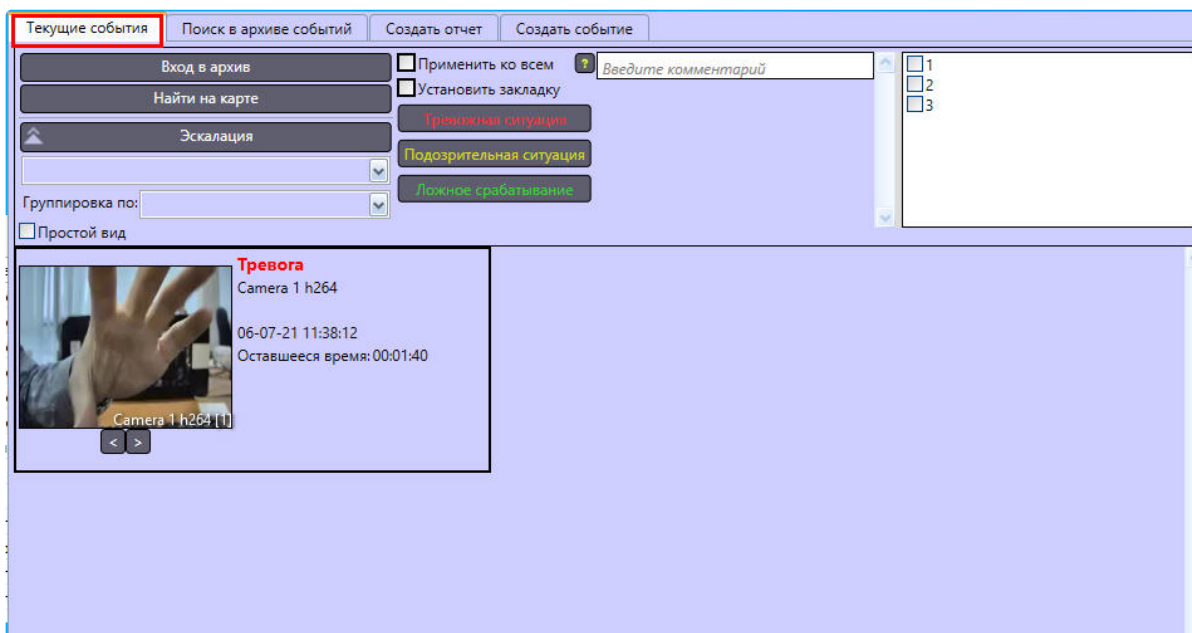 Текущие события
Поиск в архиве событий
Создать отчет
Создать событие
Вход в архив
Найти на карте
Эскалация
Группировка по:
Простой вид
Применить ко всем
?
Установить закладку
Тревожная ситуация
Подозрительная ситуация
Ложное срабатывание
Введите комментарий
1
2
3
Тревога
Camera 1 h264
06-07-21 11:38:12
Оставшееся время: 00:01:40
Camera 1 h264 [1]
< >